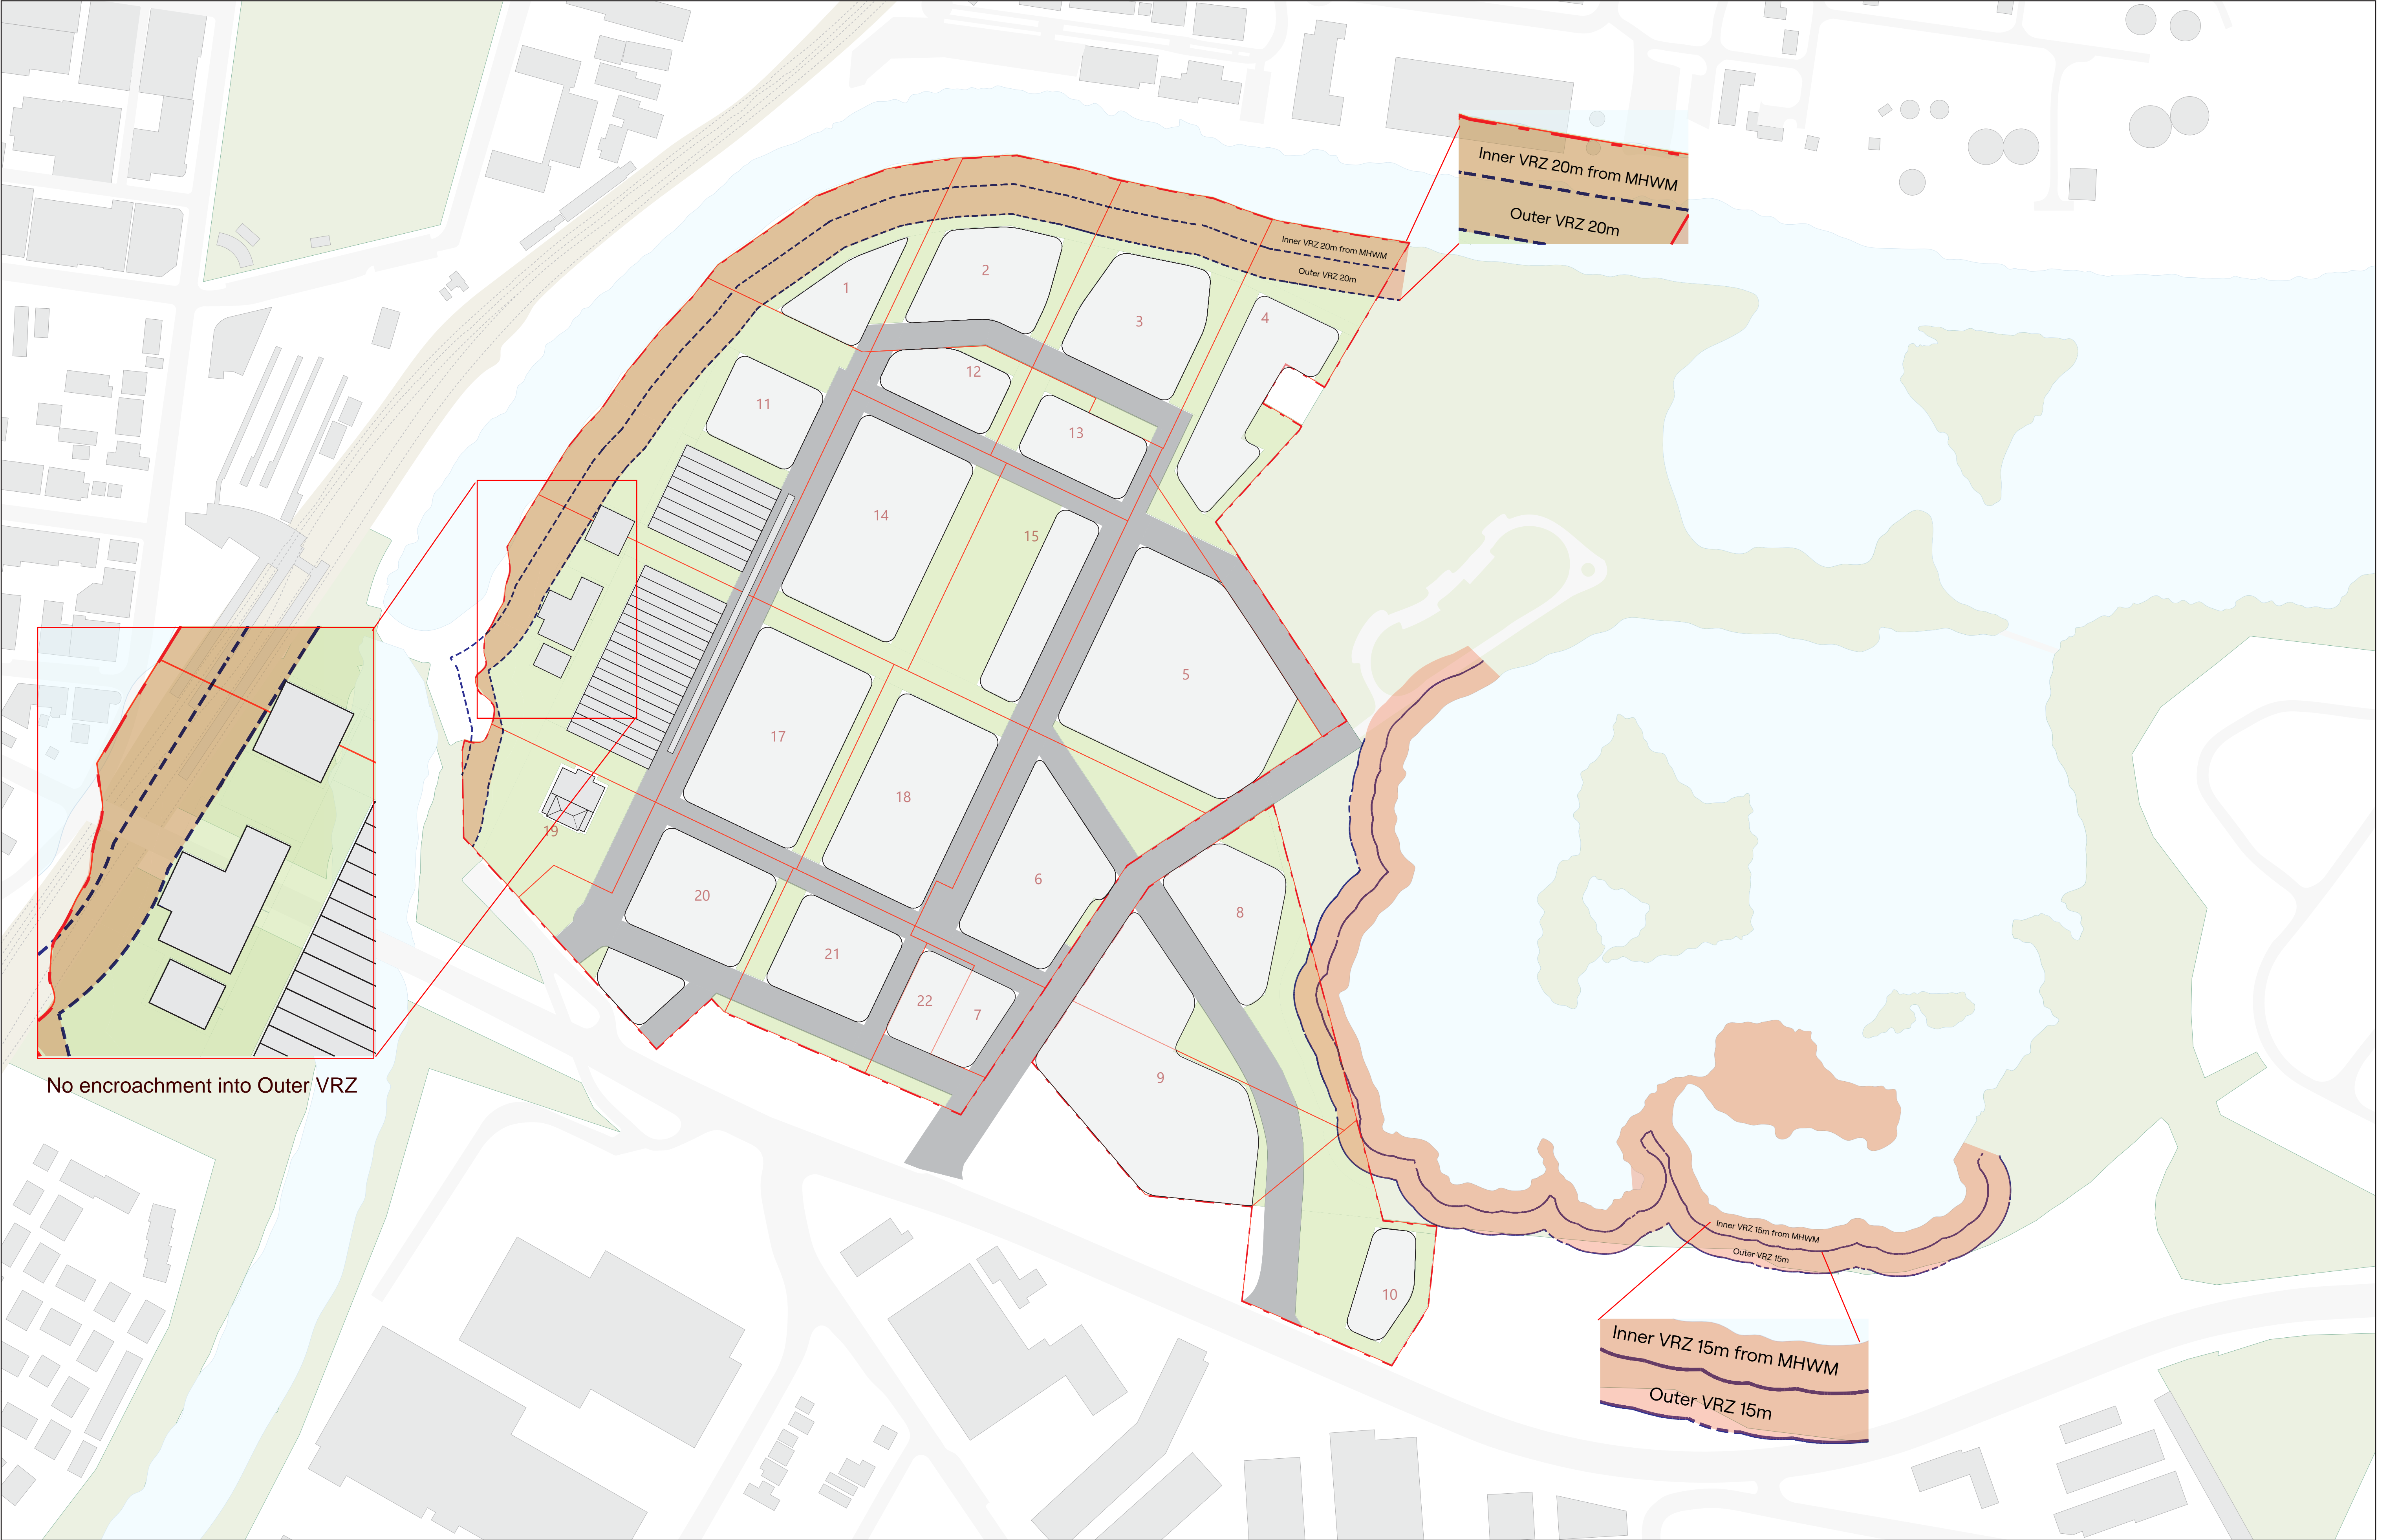 Inner VRZ 20m from MHWM
Outer VRZ 20m
Inner VRZ 20m from MHWM
Outer VRZ 20m
1
2
3
4
12
11
13
14
15
5
17
18
19
6
20
8
21
22
7
9
No encroachment into Outer VRZ
10
Inner VRZ 15m from MHWM
Outer VRZ 15m
Inner VRZ 15m from MHWM
Outer VRZ 15m